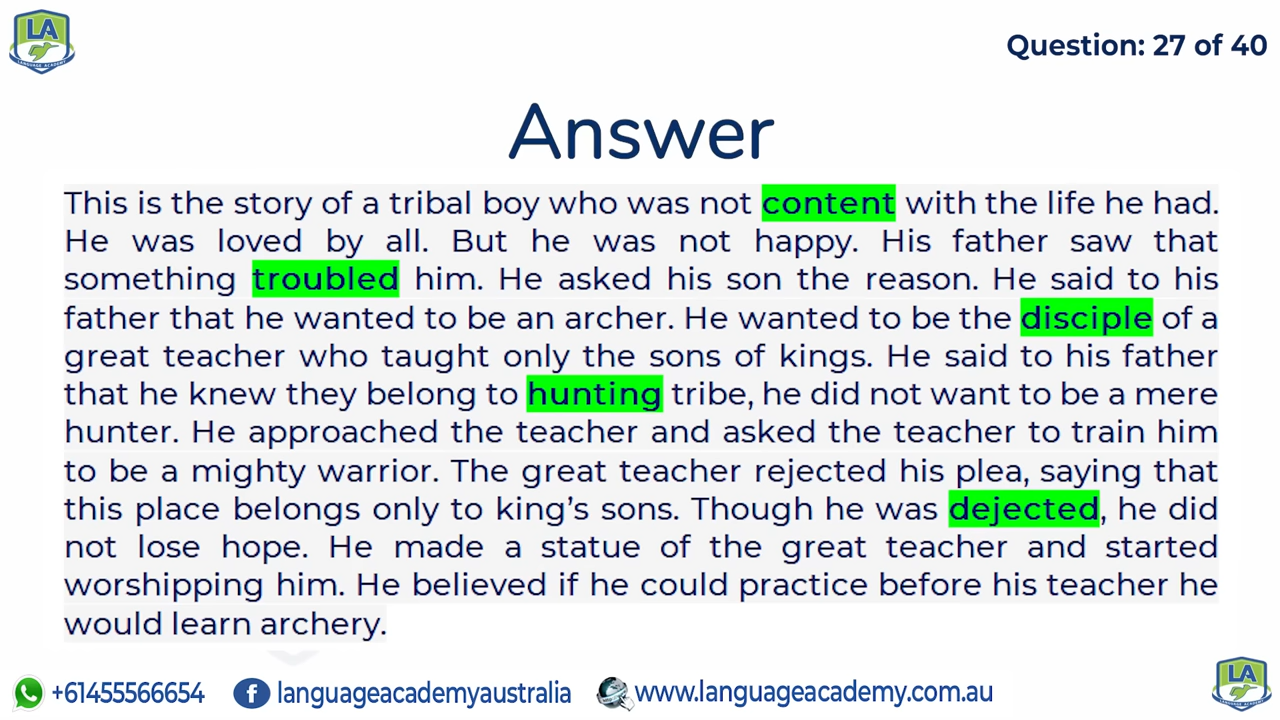 LA
LANGUAGE ACADEMY
Question: 27 of 40
Answer
This is the story of a tribal boy who was not content with the life he had.
He was loved by all. But he was not happy. His father saw that
something troubled him. He asked his son the reason. He said to his
father that he wanted to be an archer. He wanted to be the disciple of a
great teacher who taught only the sons of kings. He said to his father
that he knew they belong to hunting tribe, he did not want to be a mere
hunter. He approached the teacher and asked the teacher to train him
to be a mighty warrior. The great teacher rejected his plea, saying that
this place belongs only to king’s sons. Though he was dejected, he did
not lose hope. He made a statue of the great teacher and started
worshipping him. He believed if he could practice before his teacher he
would learn archery.
+61455566654 languageacademyaustralia www.languageacademy.com.au
LA
LANGUAGE ACADEMY